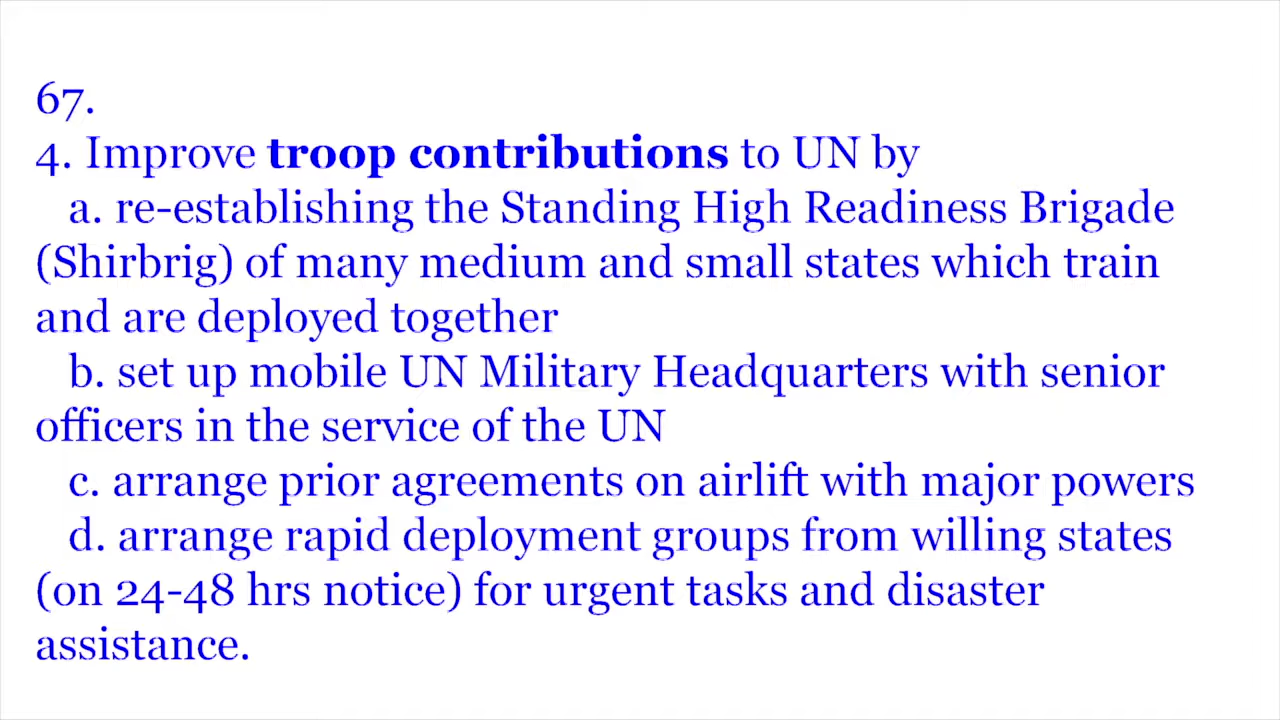 67.
4. Improve troop contributions to UN by
a. re-establishing the Standing High Readiness Brigade
(Shirbrig) of many medium and small states which train
and are deployed together
b. set up mobile UN Military Headquarters with senior
officers in the service of the UN
c. arrange prior agreements on airlift with major powers
d. arrange rapid deployment groups from willing states
(on 24-48 hrs notice) for urgent tasks and disaster
assistance.